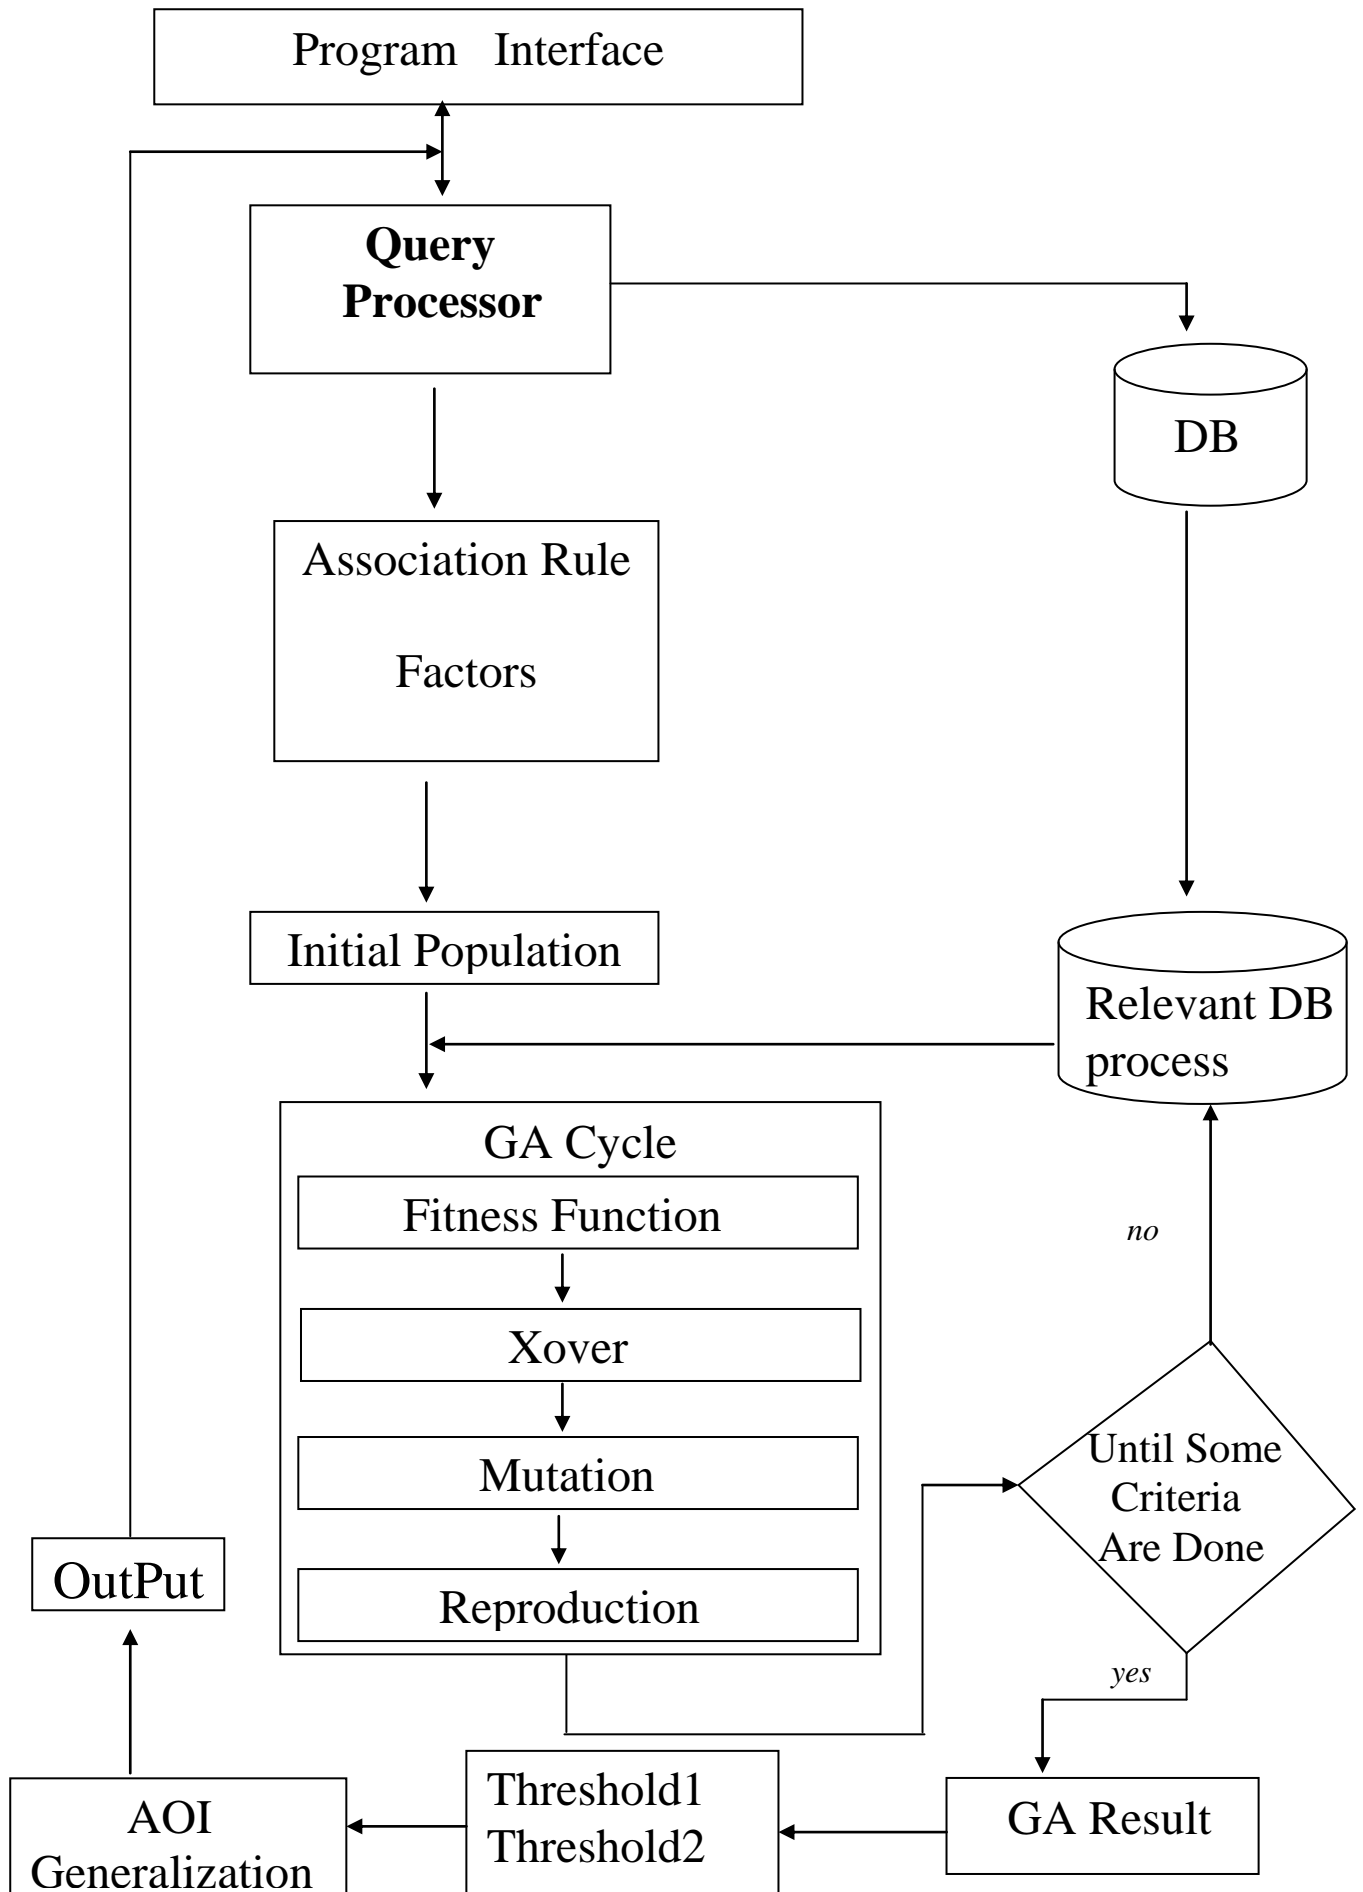 Program Interface
Query
Processor
DB
Association Rule
Factors
Initial Population
Relevant DB
process
GA Cycle
Fitness Function
no
Xover
Until Some
Criteria
Are Done
Mutation
OutPut
Reproduction
yes
Threshold1
Threshold2
GA Result
AOI
Generalization